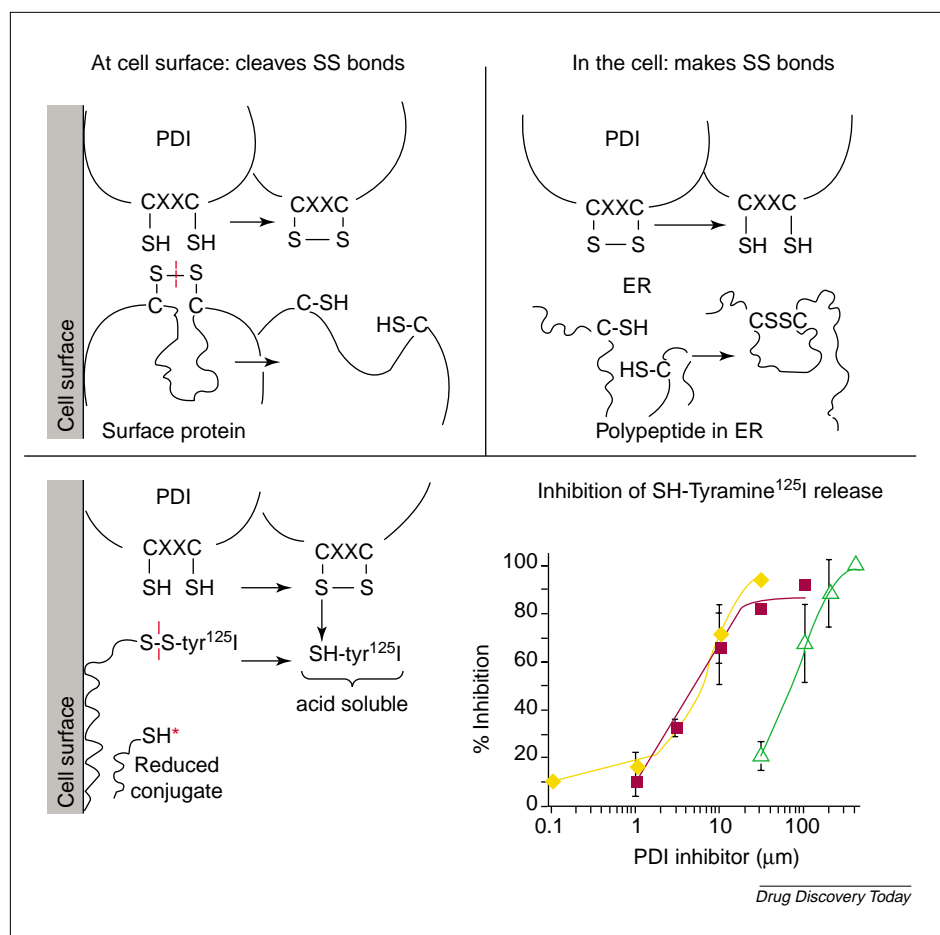 At cell surface: cleaves SS bonds
PDI
CXXC
SH SH
CXXC
S S
S S
C C
C-SH
HS-C
Cell surface
Surface protein
In the cell: makes SS bonds
PDI
CXXC
S S
CXXC
SH SH
ER
C-SH
HS-C
CSSC
Polypeptide in ER
PDI
CXXC
SH SH
CXXC
S S
S-S-tyr¹²⁵I
SH-tyr¹²⁵I
acid soluble
SH*
Reduced
conjugate
Cell surface
Inhibition of SH-Tyramine¹²⁵I release
% Inhibition
100
80
60
40
20
0
0.1 1 10 100
PDI inhibitor (μm)
Drug Discovery Today